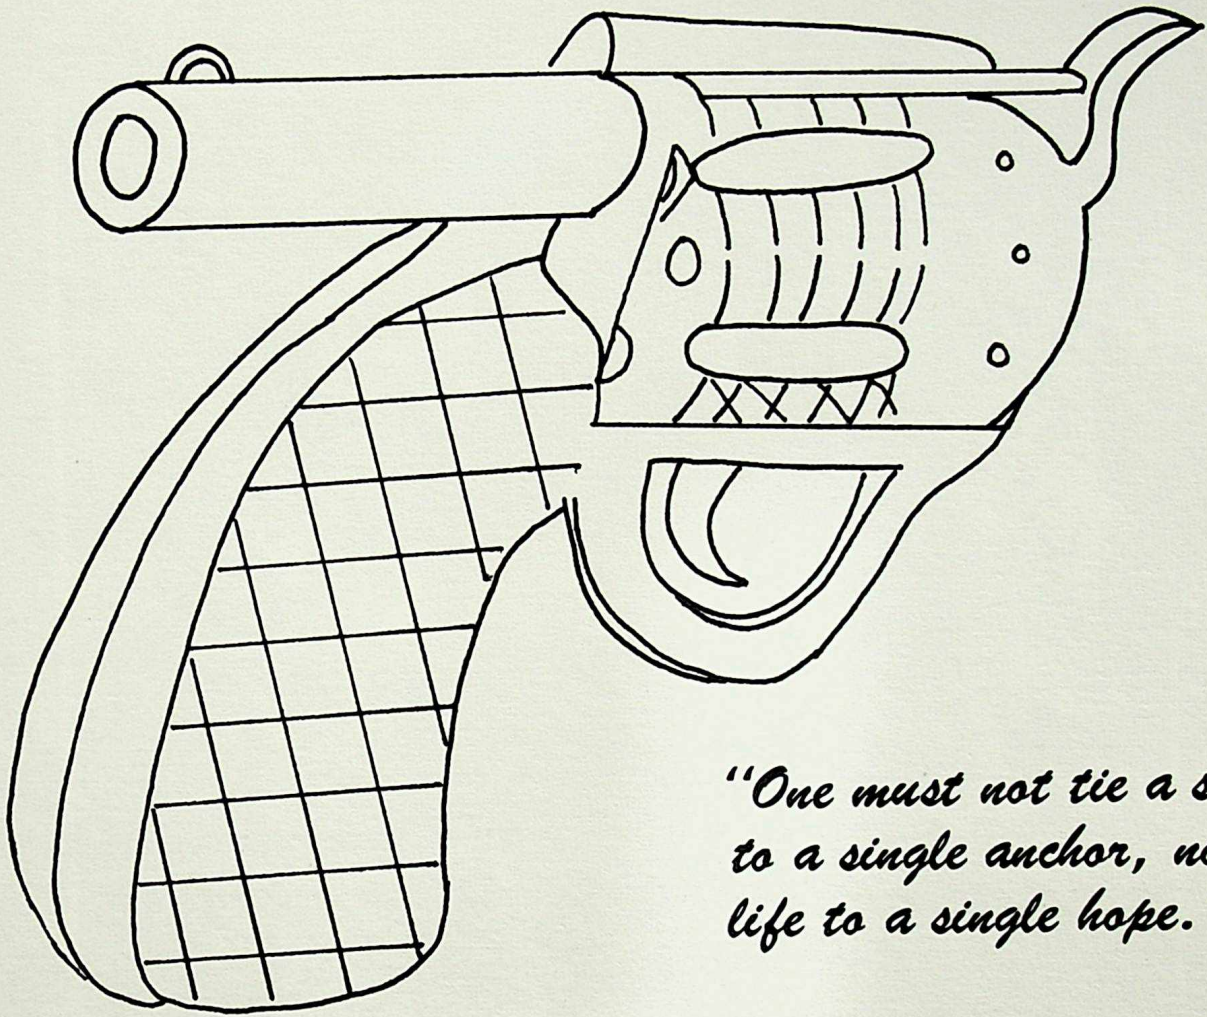 “One must not tie a s
to a single anchor, n
life to a single hope.